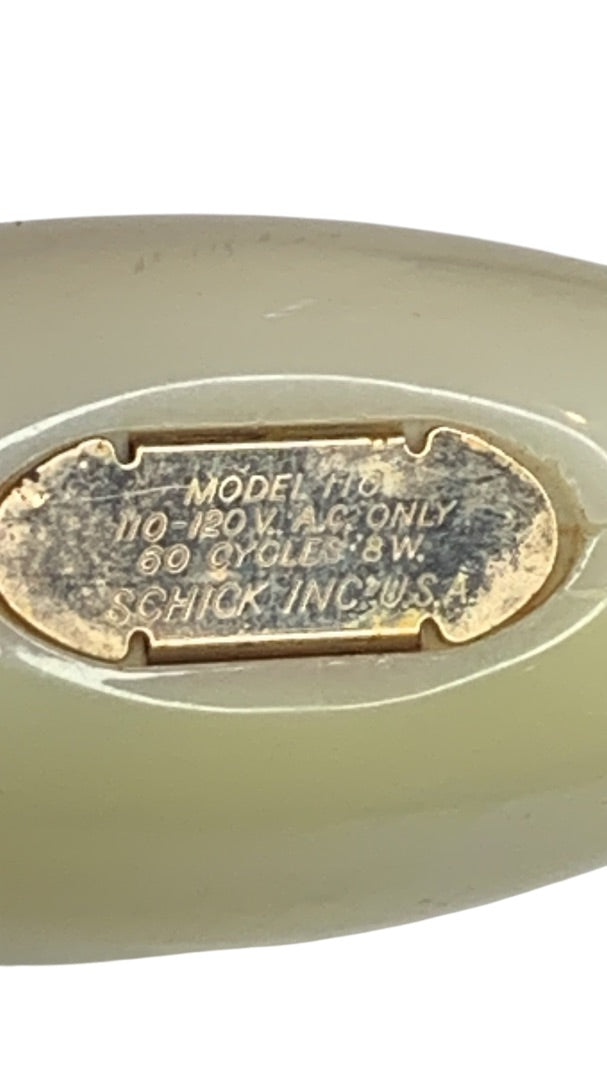 MODEL 110
110-120 V. A.C. ONLY
60 CYCLES 8 W.
SCHICK INC. U.S.A.